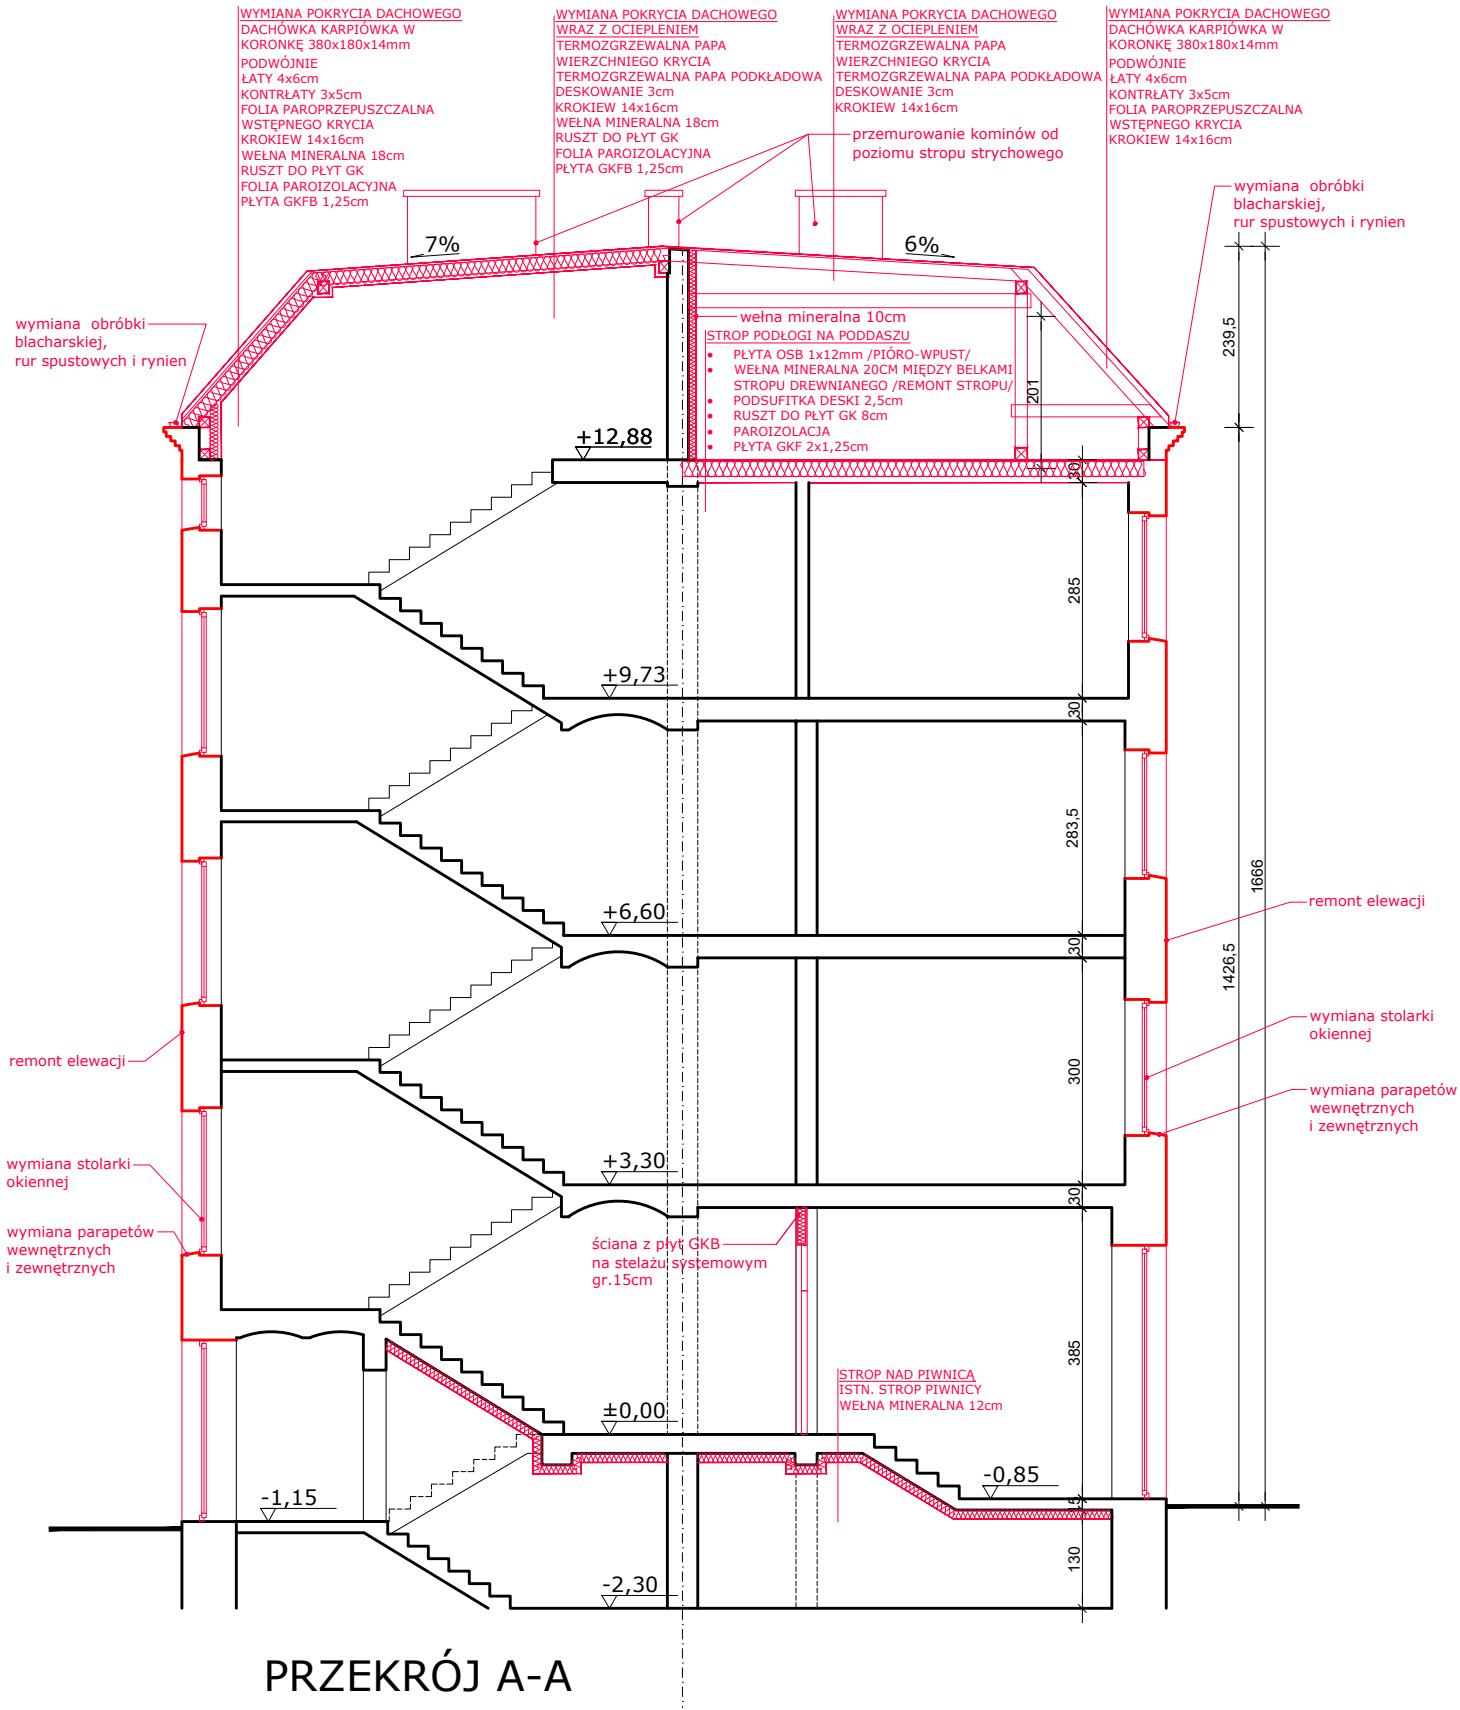 WYMIANA POKRYCIA DACHOWEGO
DACHÓWKA KARPIÓWKA W
KORONKĘ 380x180x14mm
PODWÓJNIE
ŁATY 4x6cm
KONTRŁATY 3x5cm
FOLIA PAROPRZEPUSZCZALNA
WSTĘPNEGO KRYCIA
KROKIEW 14x16cm
WEŁNA MINERALNA 18cm
RUSZT DO PŁYT GK
FOLIA PAROIZOLACYJNA
PŁYTA GKFB 1,25cm
WYMIANA POKRYCIA DACHOWEGO
WRAZ Z OCIEPLENIEM
TERMOZGRZEWALNA PAPA
WIERZCHNIEGO KRYCIA
TERMOZGRZEWALNA PAPA PODKŁADOWA
DESKOWANIE 3cm
KROKIEW 14x16cm
WEŁNA MINERALNA 18cm
RUSZT DO PŁYT GK
FOLIA PAROIZOLACYJNA
PŁYTA GKFB 1,25cm
WYMIANA POKRYCIA DACHOWEGO
WRAZ Z OCIEPLENIEM
TERMOZGRZEWALNA PAPA
WIERZCHNIEGO KRYCIA
TERMOZGRZEWALNA PAPA PODKŁADOWA
DESKOWANIE 3cm
KROKIEW 14x16cm
WYMIANA POKRYCIA DACHOWEGO
DACHÓWKA KARPIÓWKA W
KORONKĘ 380x180x14mm
PODWÓJNIE
ŁATY 4x6cm
KONTRŁATY 3x5cm
FOLIA PAROPRZEPUSZCZALNA
WSTĘPNEGO KRYCIA
KROKIEW 14x16cm
przemurowanie kominów od
poziomu stropu strychowego
wymiana obróbki
blacharskiej,
rur spustowych i rynien
7%
6%
wymiana obróbki
blacharskiej,
rur spustowych i rynien
wełna mineralna 10cm
STROP PODŁOGI NA PODDASZU
• PŁYTA OSB 1x12mm /PIÓRO-WPUST/
• WEŁNA MINERALNA 20CM MIĘDZY BELKAMI
STROPU DREWNIANEGO /REMONT STROPU/
• PODSUFITKA DESKI 2,5cm
• RUSZT DO PŁYT GK 8cm
• PAROIZOLACJA
• PŁYTA GKF 2x1,25cm
201
239,5
+12,88
30
285
+9,73
30
283,5
1666
+6,60
30
1426,5
remont elewacji
wymiana stolarki
okiennej
remont elewacji
300
wymiana parapetów
wewnętrznych
i zewnętrznych
+3,30
30
wymiana stolarki
okiennej
wymiana parapetów
wewnętrznych
i zewnętrznych
ściana z płyt GKB
na stelażu systemowym
gr.15cm
385
STROP NAD PIWNICĄ
ISTN. STROP PIWNICY
WEŁNA MINERALNA 12cm
±0,00
-0,85
-1,15
15
130
-2,30
PRZEKRÓJ A-A